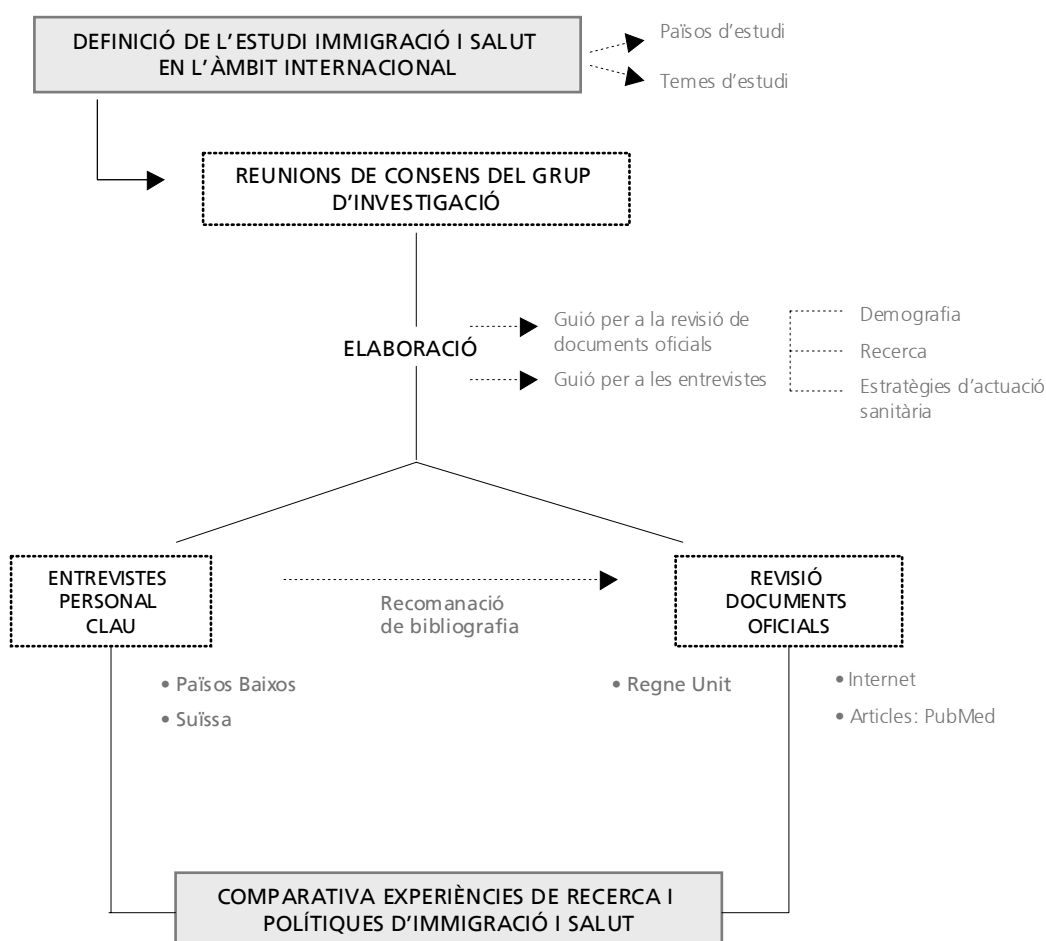 DEFINICIÓ DE L'ESTUDI IMMIGRACIÓ I SALUT
EN L'ÀMBIT INTERNACIONAL
Països d'estudi
Temes d'estudi
REUNIONS DE CONSENS DEL GRUP
D'INVESTIGACIÓ
ELABORACIÓ
Guió per a la revisió de
documents oficials
Guió per a les entrevistes
Demografia
Recerca
Estratègies d'actuació
sanitària
ENTREVISTES
PERSONAL
CLAU
Recomanació
de bibliografia
REVISIÓ
DOCUMENTS
OFICIALS
• Països Baixos
• Suïssa
• Regne Unit
• Internet
• Articles: PubMed
COMPARATIVA EXPERIÈNCIES DE RECERCA I
POLÍTIQUES D'IMMIGRACIÓ I SALUT